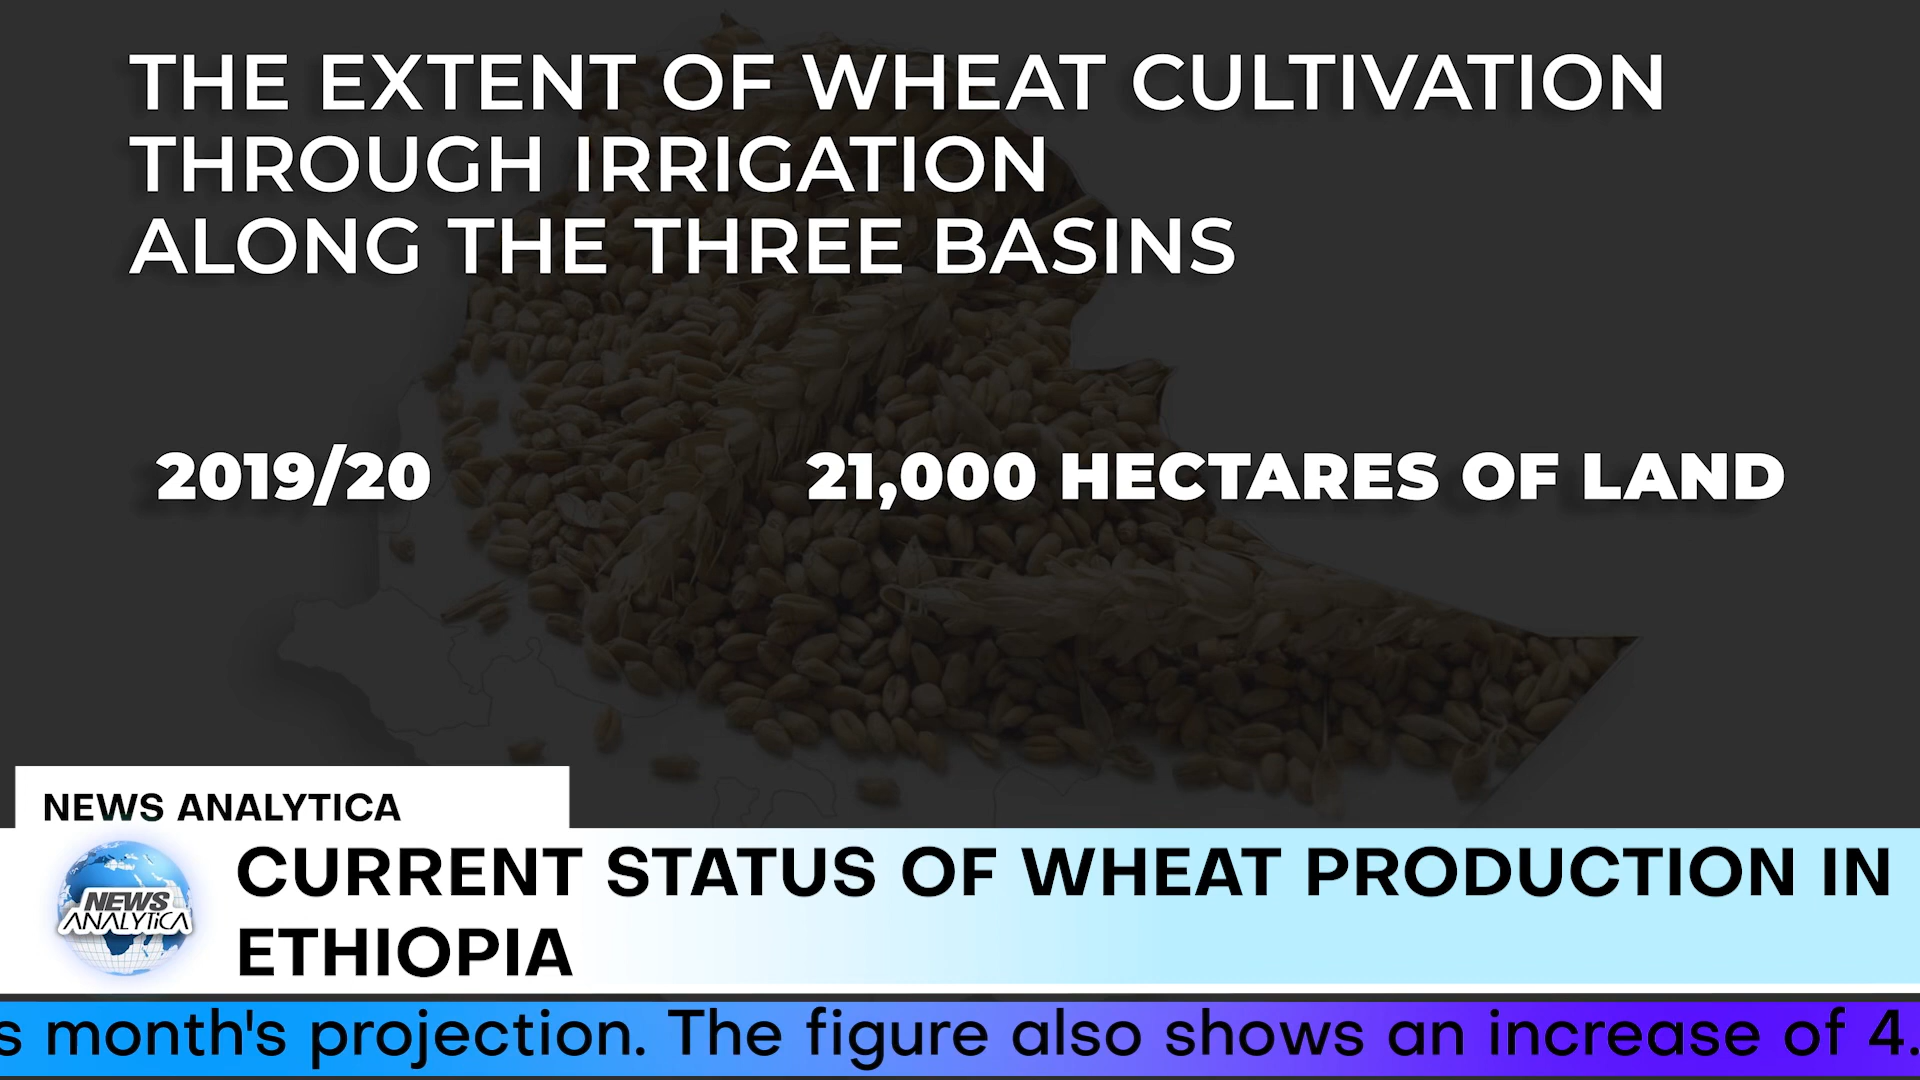 THE EXTENT OF WHEAT CULTIVATION
THROUGH IRRIGATION
ALONG THE THREE BASINS
2019/20 21,000 HECTARES OF LAND
NEWS ANALYTICA
NEWS
ANALYTICA
CURRENT STATUS OF WHEAT PRODUCTION IN
ETHIOPIA
s month's projection. The figure also shows an increase of 4.